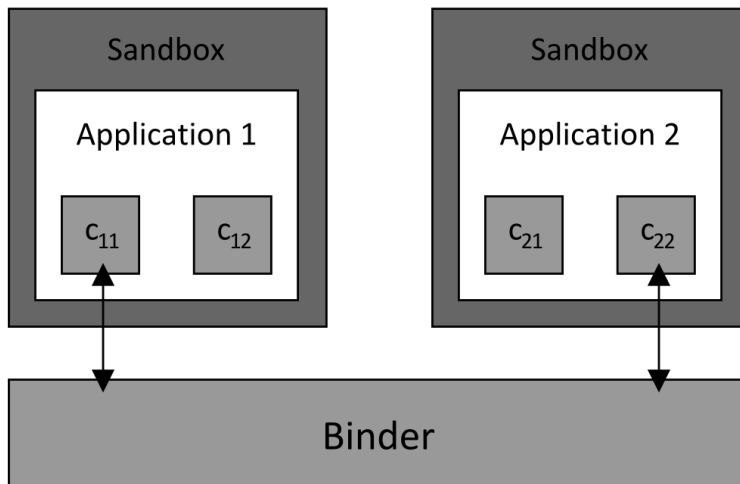 Sandbox
Sandbox
Application 1
Application 2
c11
c12
c21
c22
Binder